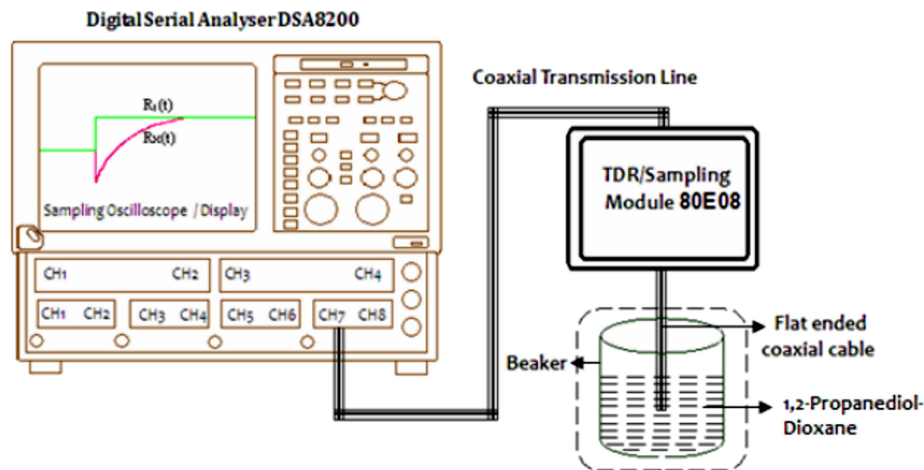 Digital Serial Analyser DSA8200
Coaxial Transmission Line
R₁(t)
Rx(t)
Sampling Oscilloscope / Display
TDR/Sampling
Module 80E08
CH1 CH2 CH3 CH4
CH1 CH2 CH3 CH4 CH5 CH6 CH7 CH8
Flat ended
coaxial cable
Beaker
1,2-Propanediol-
Dioxane